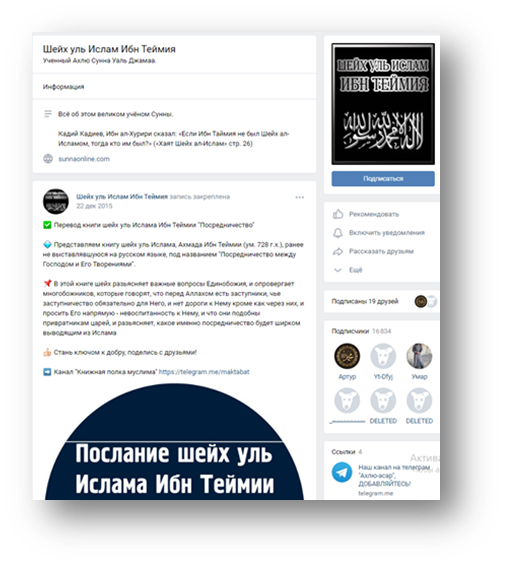 Шейх уль Ислам Ибн Теймия
Ученный Ахлю Сунна Уаль Джамаа.
Информация
Всё об этом великом учёном Сунны.
Кадий Кадиев, Ибн ал-Хурири сказал: «Если Ибн Таймия не был Шейх ал-
Исламом, тогда кто им был?» («Хаят Шейх ал-Ислам» стр. 26)
sunnaonline.com
Шейх уль Ислам Ибн Теймия запись закреплена
22 дек 2015
Перевод книги шейх уль Ислама Ибн Теймии "Посредничество"
Представляем книгу шейх уль Ислама, Ахмада Ибн Теймии (ум. 728 г.х.), ранее
не выставлявшуюся на русском языке, под названием "Посредничество между
Господом и Его Творениями".
В этой книге шейх разъясняет важные вопросы Единобожия, и опровергает
многобожников, которые говорят, что перед Аллахом есть заступники, чье
заступничество обязательно для Него, и нет дороги к Нему кроме как через них, и
просить Его напрямую - невоспитанность к Нему, и что они подобны
привратникам царей, и разъясняет, какое именно посредничество будет ширком
выводящим из Ислама
Стань ключом к добру, поделись с друзьями!
Канал "Книжная полка муслима" https://telegram.me/maktabat
Послание шейх уль
Ислама Ибн Теймии
ШЕЙХ УЛЬ ИСЛАМ
ИБН ТЕЙМИЯ
لا إله إلا الله محمد رسول الله
Подписаться
Рекомендовать
Включить уведомления
Рассказать друзьям
Ещё
Подписаны 19 друзей
Подписчики 16 834
Артур
Yt-Dfyj
Умар
DELETED
DELETED
Ссылки 4
Наш канал на телеграм
"Ахлю-асар",
ДОБАВЛЯЙТЕСЬ!
telegram.me